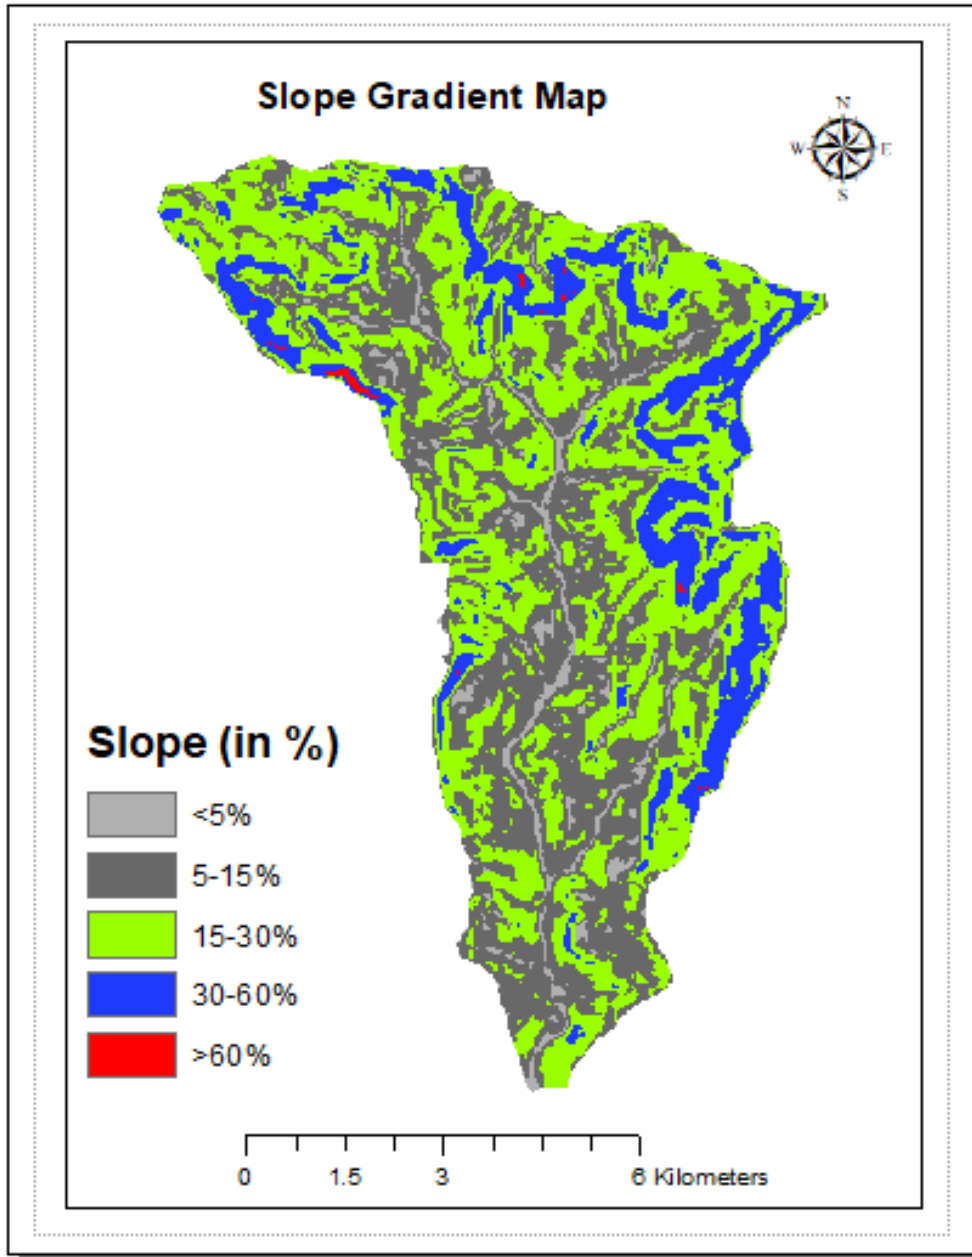 Slope Gradient Map
N
W E
S
Slope (in %)
<5%
5-15%
15-30%
30-60%
>60%
0 1.5 3 6 Kilometers